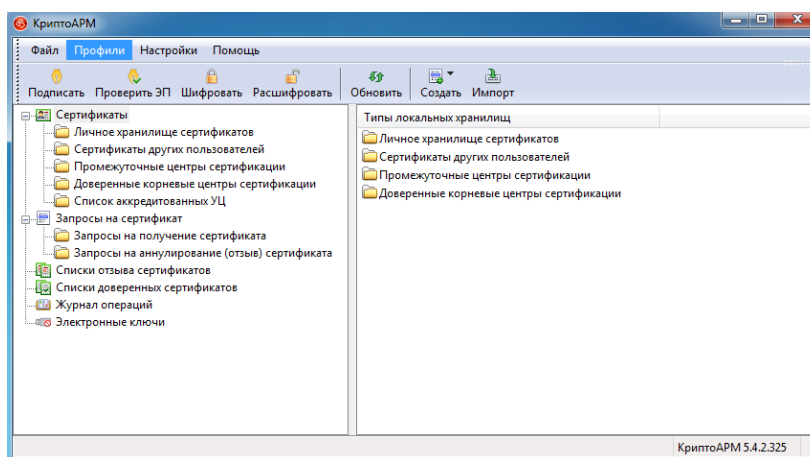 КриптоАРМ
Файл Профили Настройки Помощь
Подписать Проверить ЭП Шифровать Расшифровать Обновить Создать Импорт
Сертификаты
Личное хранилище сертификатов
Сертификаты других пользователей
Промежуточные центры сертификации
Доверенные корневые центры сертификации
Список аккредитованных УЦ
Запросы на сертификат
Запросы на получение сертификата
Запросы на аннулирование (отзыв) сертификата
Списки отзыва сертификатов
Списки доверенных сертификатов
Журнал операций
Электронные ключи
Типы локальных хранилищ
Личное хранилище сертификатов
Сертификаты других пользователей
Промежуточные центры сертификации
Доверенные корневые центры сертификации
КриптоАРМ 5.4.2.325